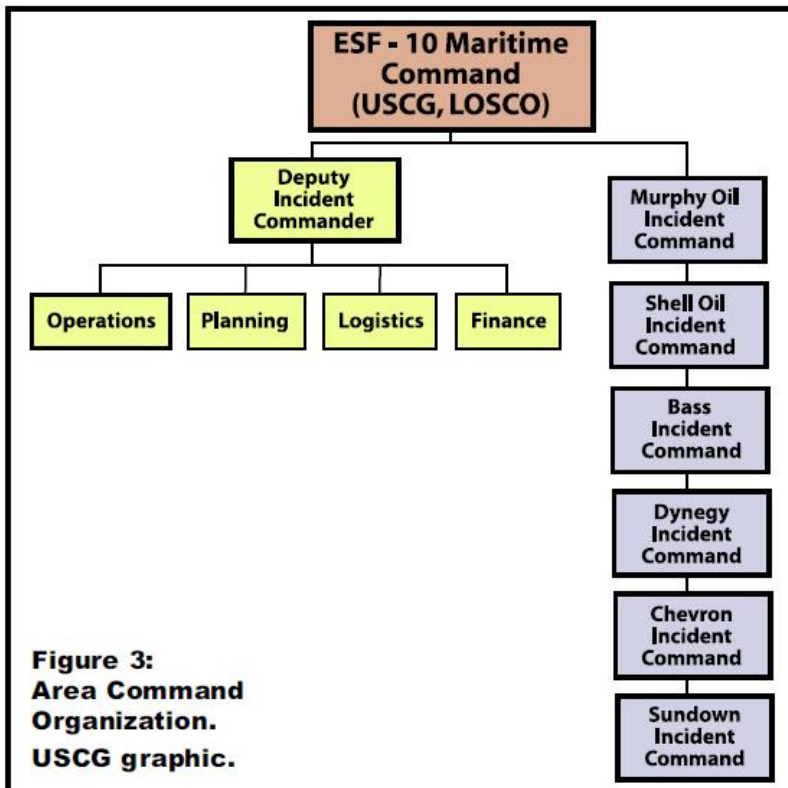 ESF - 10 Maritime
Command
(USCG, LOSCO)
Deputy
Incident
Commander
Operations
Planning
Logistics
Finance
Murphy Oil
Incident
Command
Shell Oil
Incident
Command
Bass
Incident
Command
Dynegy
Incident
Command
Chevron
Incident
Command
Sundown
Incident
Command
Figure 3:
Area Command
Organization.
USCG graphic.